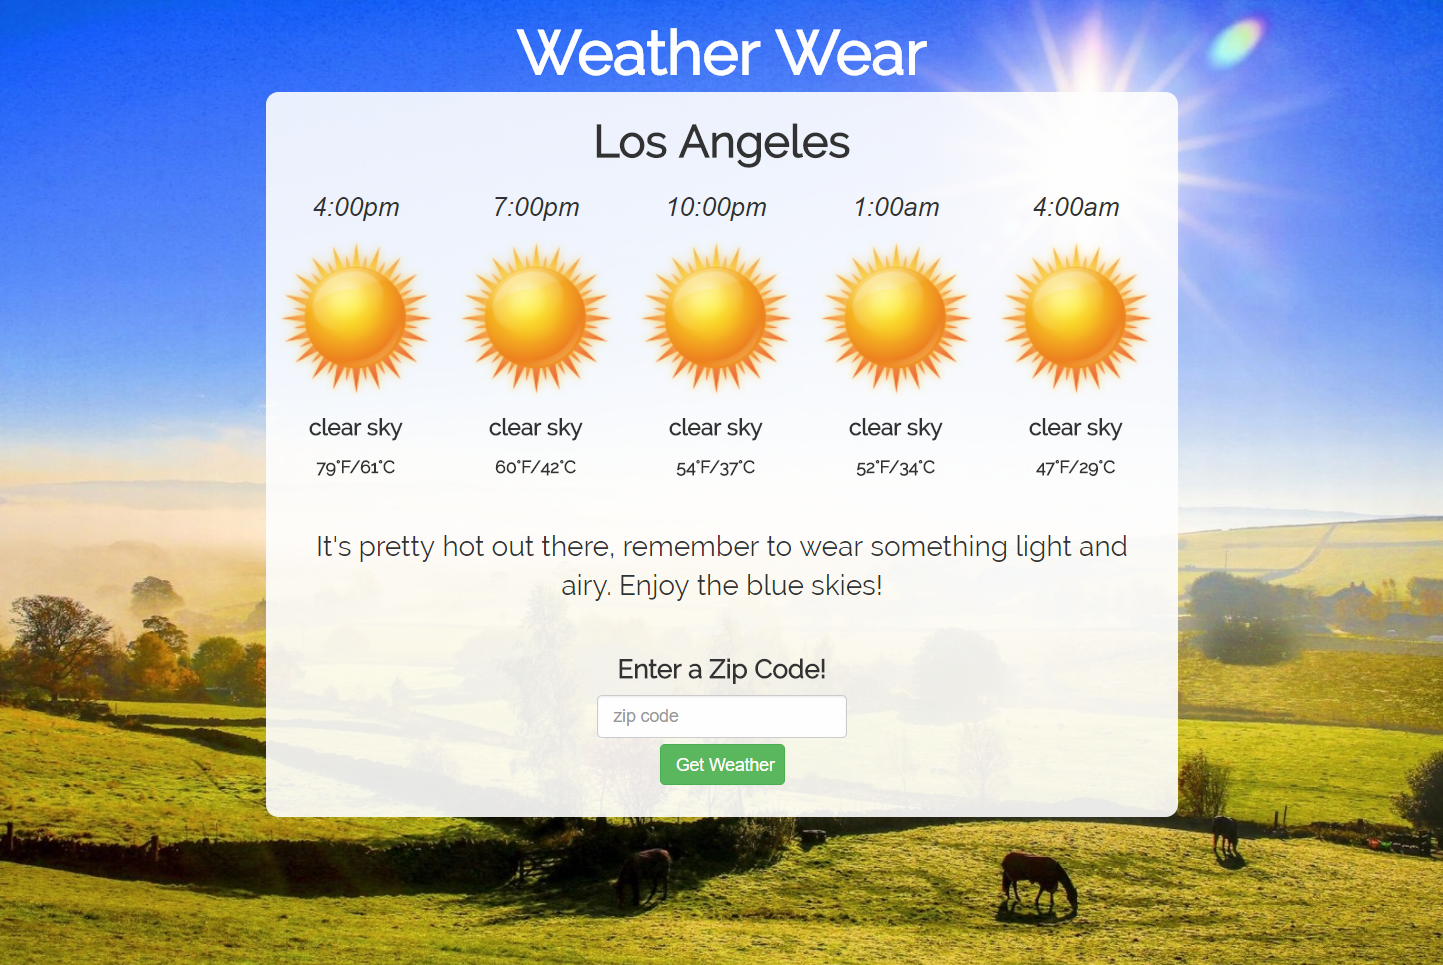 Weather Wear
Los Angeles
4:00pm 7:00pm 10:00pm 1:00am 4:00am
clear sky clear sky clear sky clear sky clear sky
79°F/61°C 60°F/42°C 54°F/37°C 52°F/34°C 47°F/29°C
It's pretty hot out there, remember to wear something light and
airy. Enjoy the blue skies!
Enter a Zip Code!
zip code
Get Weather